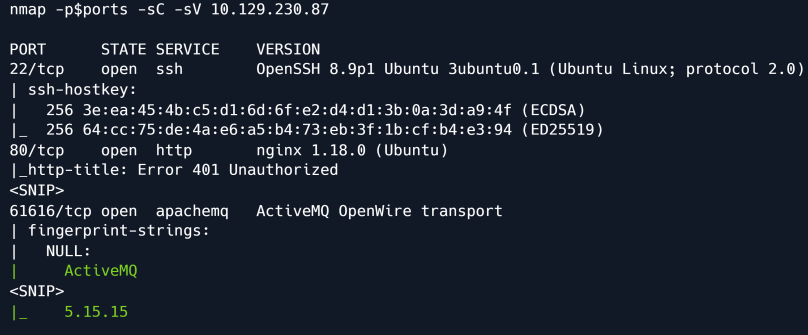 nmap -p$ports -sC -sV 10.129.230.87
PORT STATE SERVICE VERSION
22/tcp open ssh OpenSSH 8.9p1 Ubuntu 3ubuntu0.1 (Ubuntu Linux; protocol 2.0)
| ssh-hostkey:
| 256 3e:ea:45:4b:c5:d1:6d:6f:e2:d4:d1:3b:0a:3d:a9:4f (ECDSA)
|_ 256 64:cc:75:de:4a:e6:a5:b4:73:eb:3f:1b:cf:b4:e3:94 (ED25519)
80/tcp open http nginx 1.18.0 (Ubuntu)
|_http-title: Error 401 Unauthorized
<SNIP>
61616/tcp open apachemq ActiveMQ OpenWire transport
| fingerprint-strings:
| NULL:
| ActiveMQ
<SNIP>
|_ 5.15.15